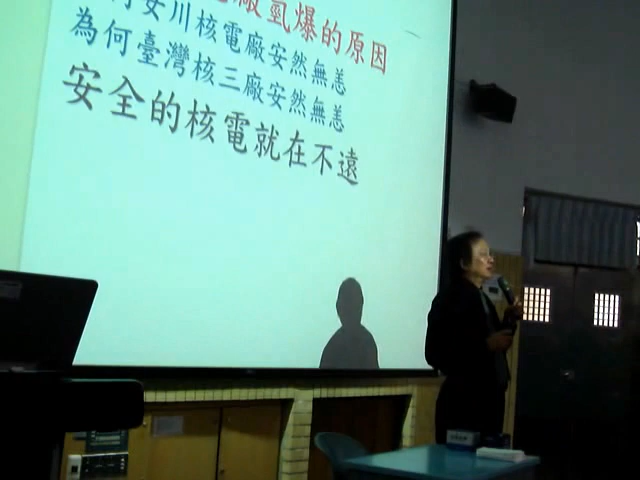 廠氫爆的原因
安川核電廠安然無恙
為何臺灣核三廠安然無恙
安全的核電就在不遠